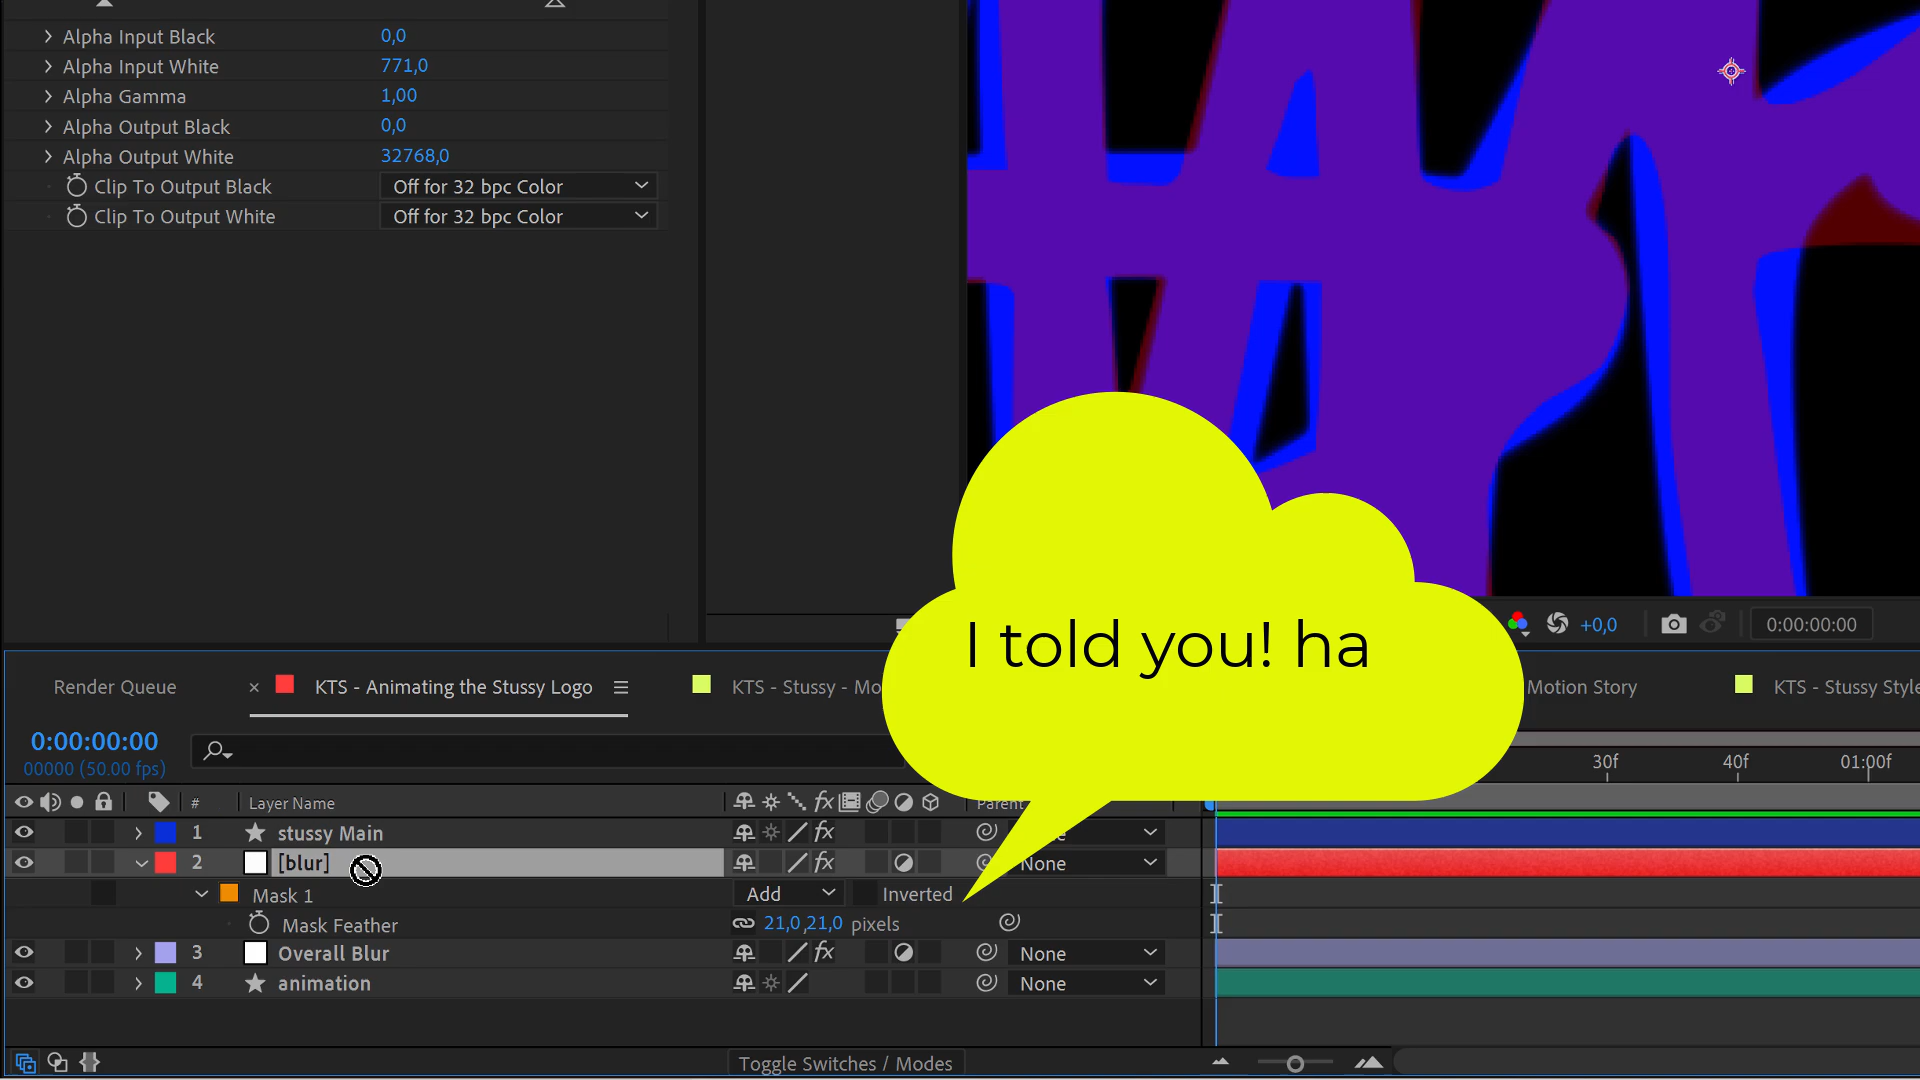 Alpha Input Black 0,0
Alpha Input White 771,0
Alpha Gamma 1,00
Alpha Output Black 0,0
Alpha Output White 32768,0
Clip To Output Black Off for 32 bpc Color
Clip To Output White Off for 32 bpc Color
I told you! ha
+0,0 0:00:00:00
Render Queue × KTS - Animating the Stussy Logo KTS - Stussy - Mo Motion Story KTS - Stussy Style
0:00:00:00
00000 (50.00 fps)
30f 40f 01:00f
# Layer Name fx Parent
1 stussy Main fx
2 [blur] fx None
Mask 1 Add Inverted
Mask Feather 21,0,21,0 pixels
3 Overall Blur fx None
4 animation None
Toggle Switches / Modes